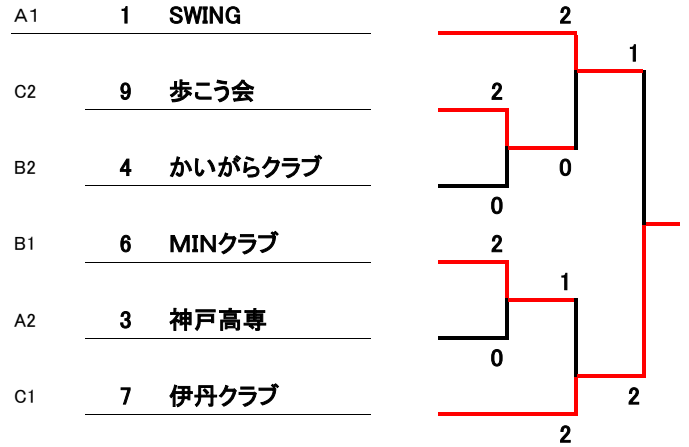 A1 1 SWING 2
1
C2 9 歩こう会 2
B2 4 かいがらクラブ 0
0
B1 6 MINクラブ 2
1
A2 3 神戸高専 0
C1 7 伊丹クラブ 2
2